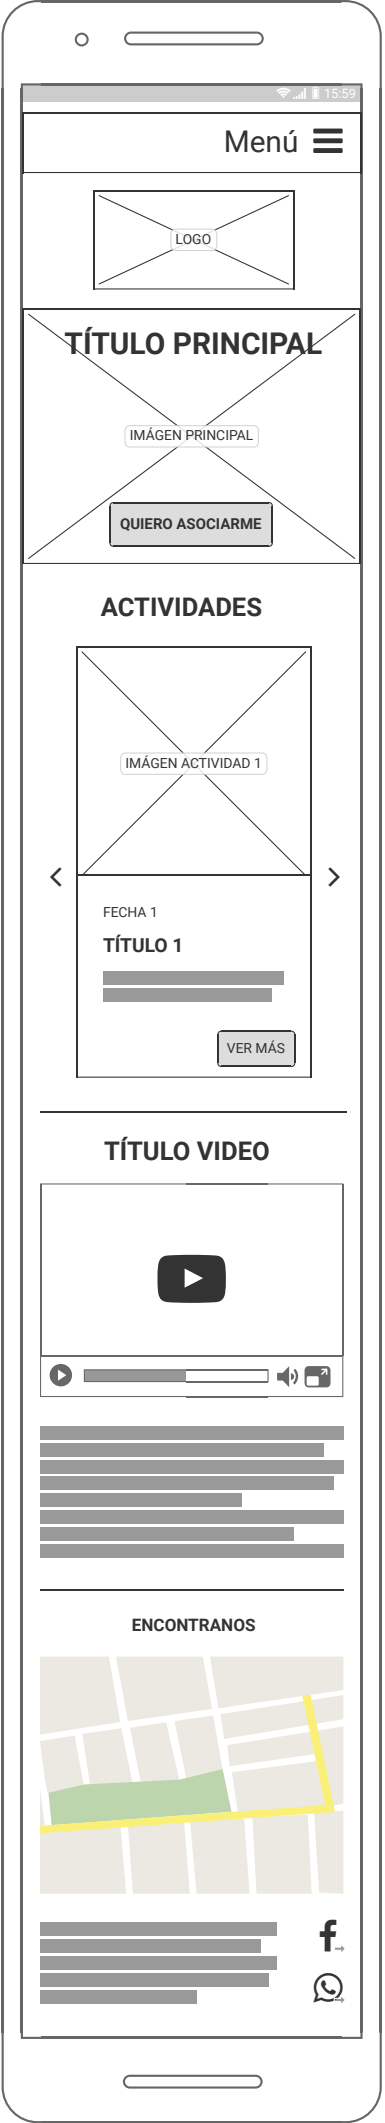 15:59
Menú
LOGO
TÍTULO PRINCIPAL
IMÁGEN PRINCIPAL
QUIERO ASOCIARME
ACTIVIDADES
IMÁGEN ACTIVIDAD 1
FECHA 1
TÍTULO 1
VER MÁS
TÍTULO VIDEO
ENCONTRANOS